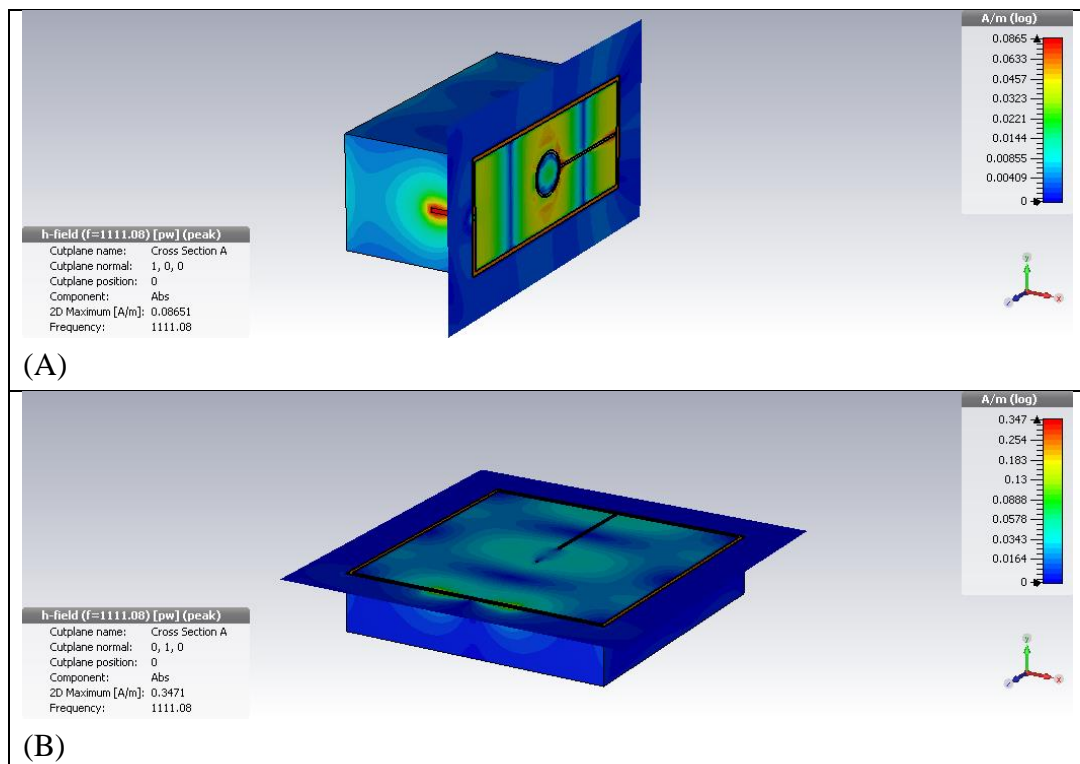 A/m (log)
0.0865
0.0633
0.0457
0.0323
0.0221
0.0144
0.00855
0.00409
0
h-field (f=1111.08) [pw] (peak)
Cutplane name: Cross Section A
Cutplane normal: 1, 0, 0
Cutplane position: 0
Component: Abs
2D Maximum [A/m]: 0.08651
Frequency: 1111.08
y
z
x
(A)
A/m (log)
0.347
0.254
0.183
0.13
0.0888
0.0578
0.0343
0.0164
0
h-field (f=1111.08) [pw] (peak)
Cutplane name: Cross Section A
Cutplane normal: 0, 1, 0
Cutplane position: 0
Component: Abs
2D Maximum [A/m]: 0.3471
Frequency: 1111.08
y
z
x
(B)